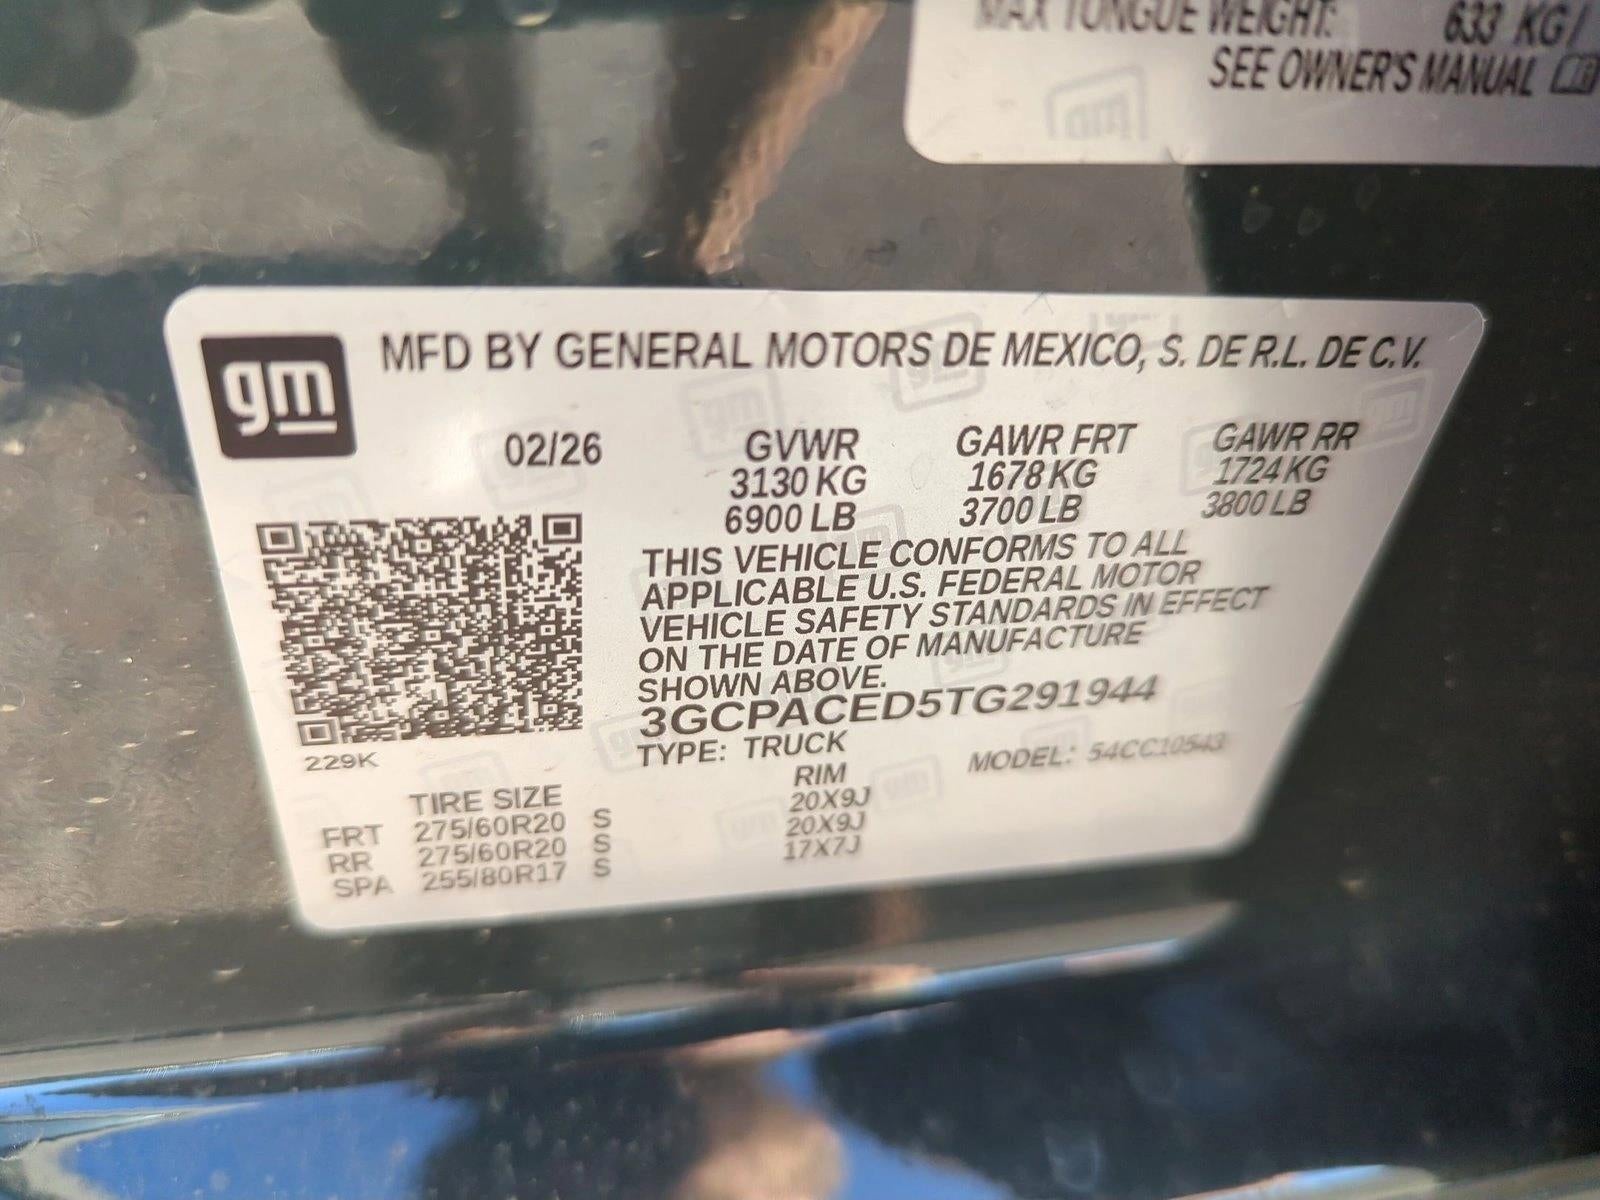 MAX TONGUE WEIGHT: 633 KG/
SEE OWNER'S MANUAL
gm
gm
MFD BY GENERAL MOTORS DE MEXICO, S. DE R.L. DE C.V.
02/26 GVWR GAWR FRT GAWR RR
3130 KG 1678 KG 1724 KG
6900 LB 3700 LB 3800 LB
THIS VEHICLE CONFORMS TO ALL
APPLICABLE U.S. FEDERAL MOTOR
VEHICLE SAFETY STANDARDS IN EFFECT
ON THE DATE OF MANUFACTURE
SHOWN ABOVE.
3GCPACED5TG291944
229K TYPE: TRUCK MODEL: 54CC10543
TIRE SIZE RIM
FRT 275/60R20 S 20X9J
RR 275/60R20 S 20X9J
SPA 255/80R17 S 17X7J